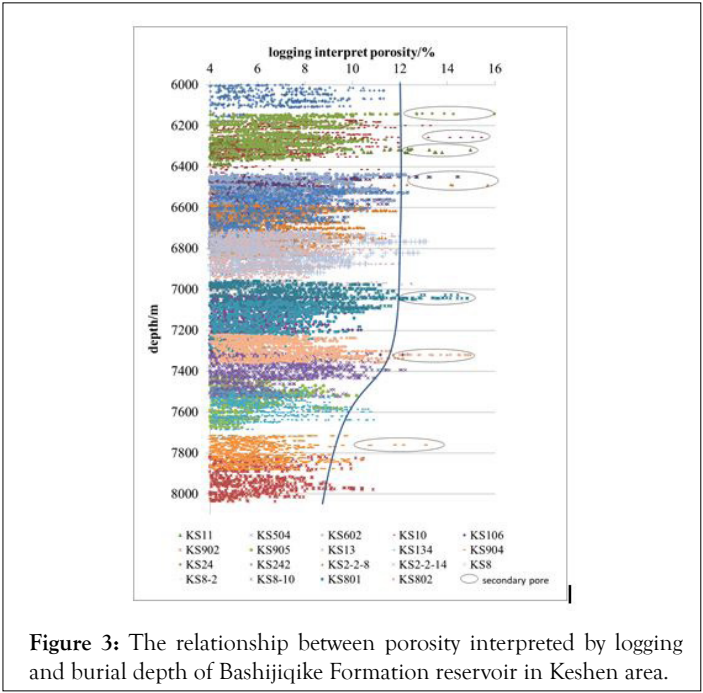 logging interpret porosity/%
4 6 8 10 12 14 16
6000
6200
6400
6600
6800
7000
7200
7400
7600
7800
8000
depth/m
KS11 KS504 KS602 KS10 KS106
KS902 KS905 KS13 KS134 KS904
KS24 KS242 KS2-2-8 KS2-2-14 KS8
KS8-2 KS8-10 KS801 KS802 secondary pore
Figure 3: The relationship between porosity interpreted by logging
and burial depth of Bashijiqike Formation reservoir in Keshen area.